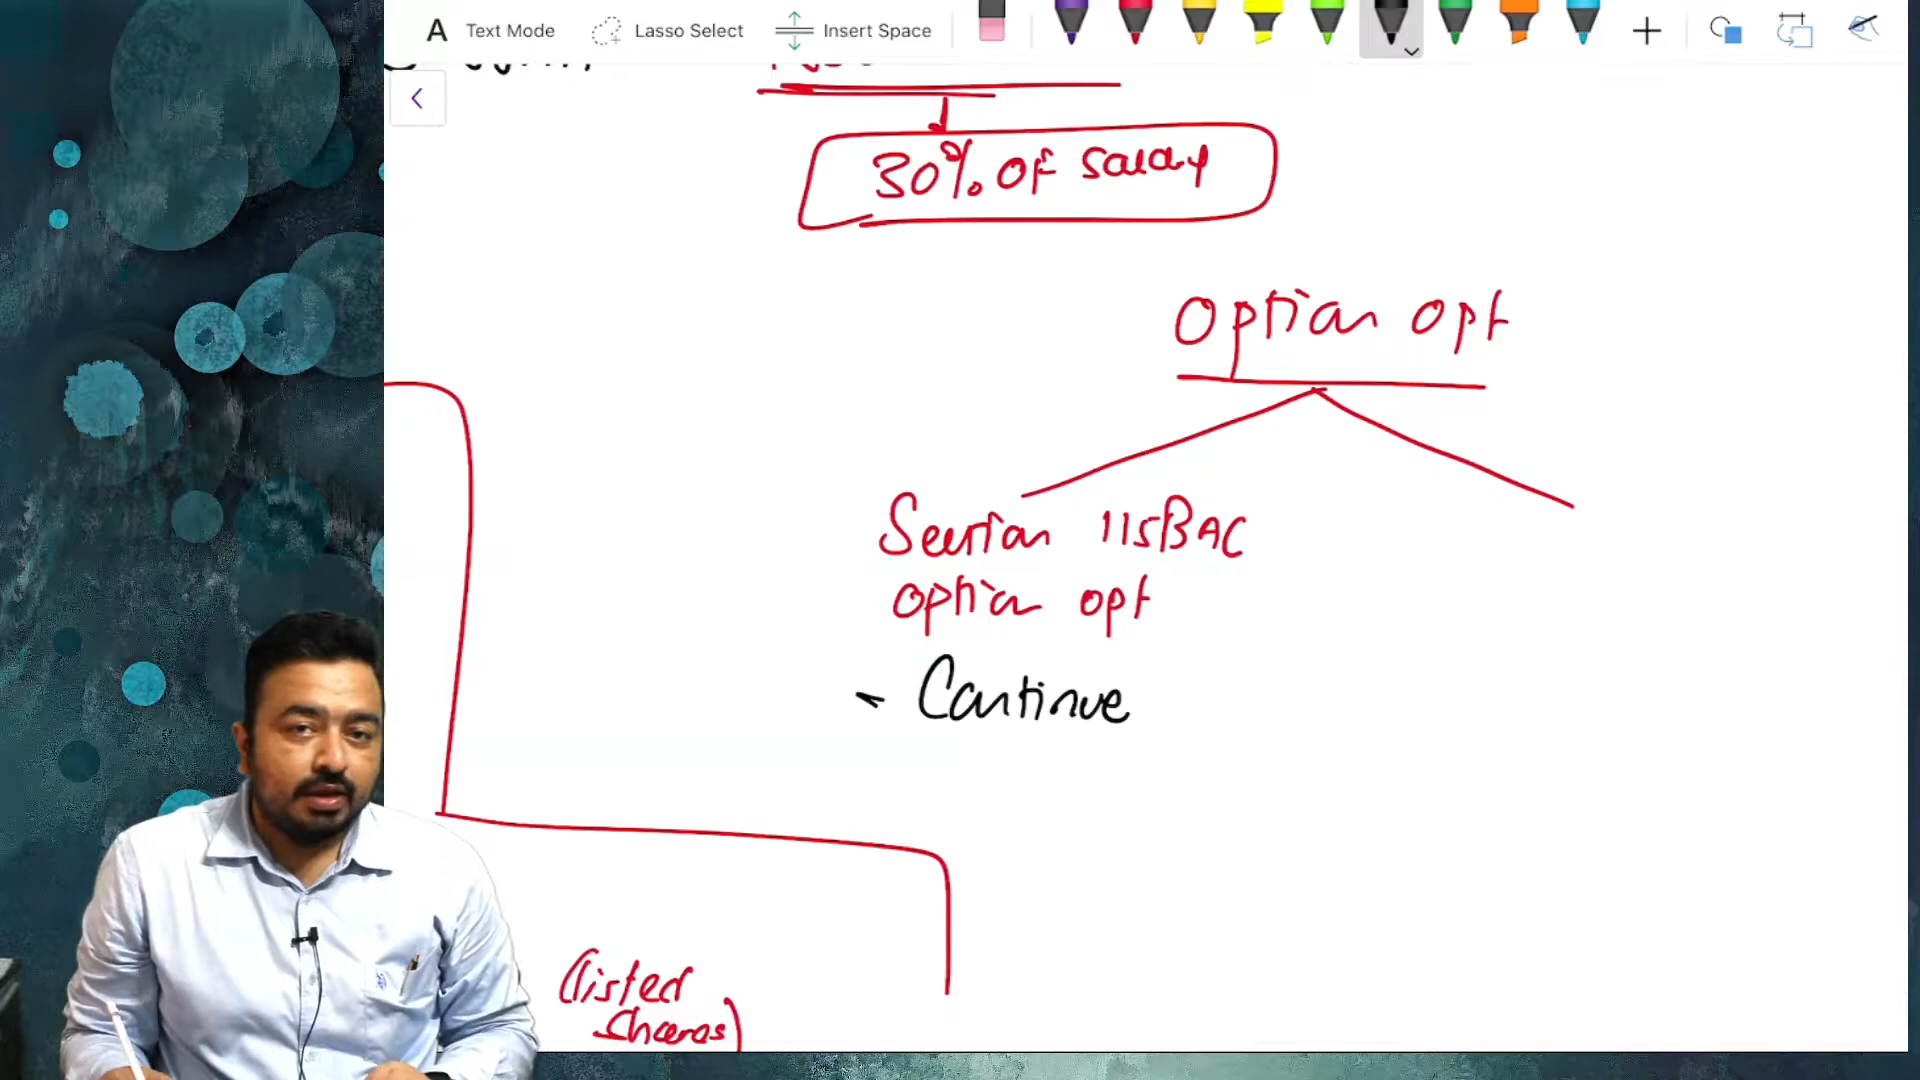 Text Mode
Lasso Select
Insert Space
30% of salary
Option opt
Section 115BAC
option opt
- Continue
(listed
Shares)